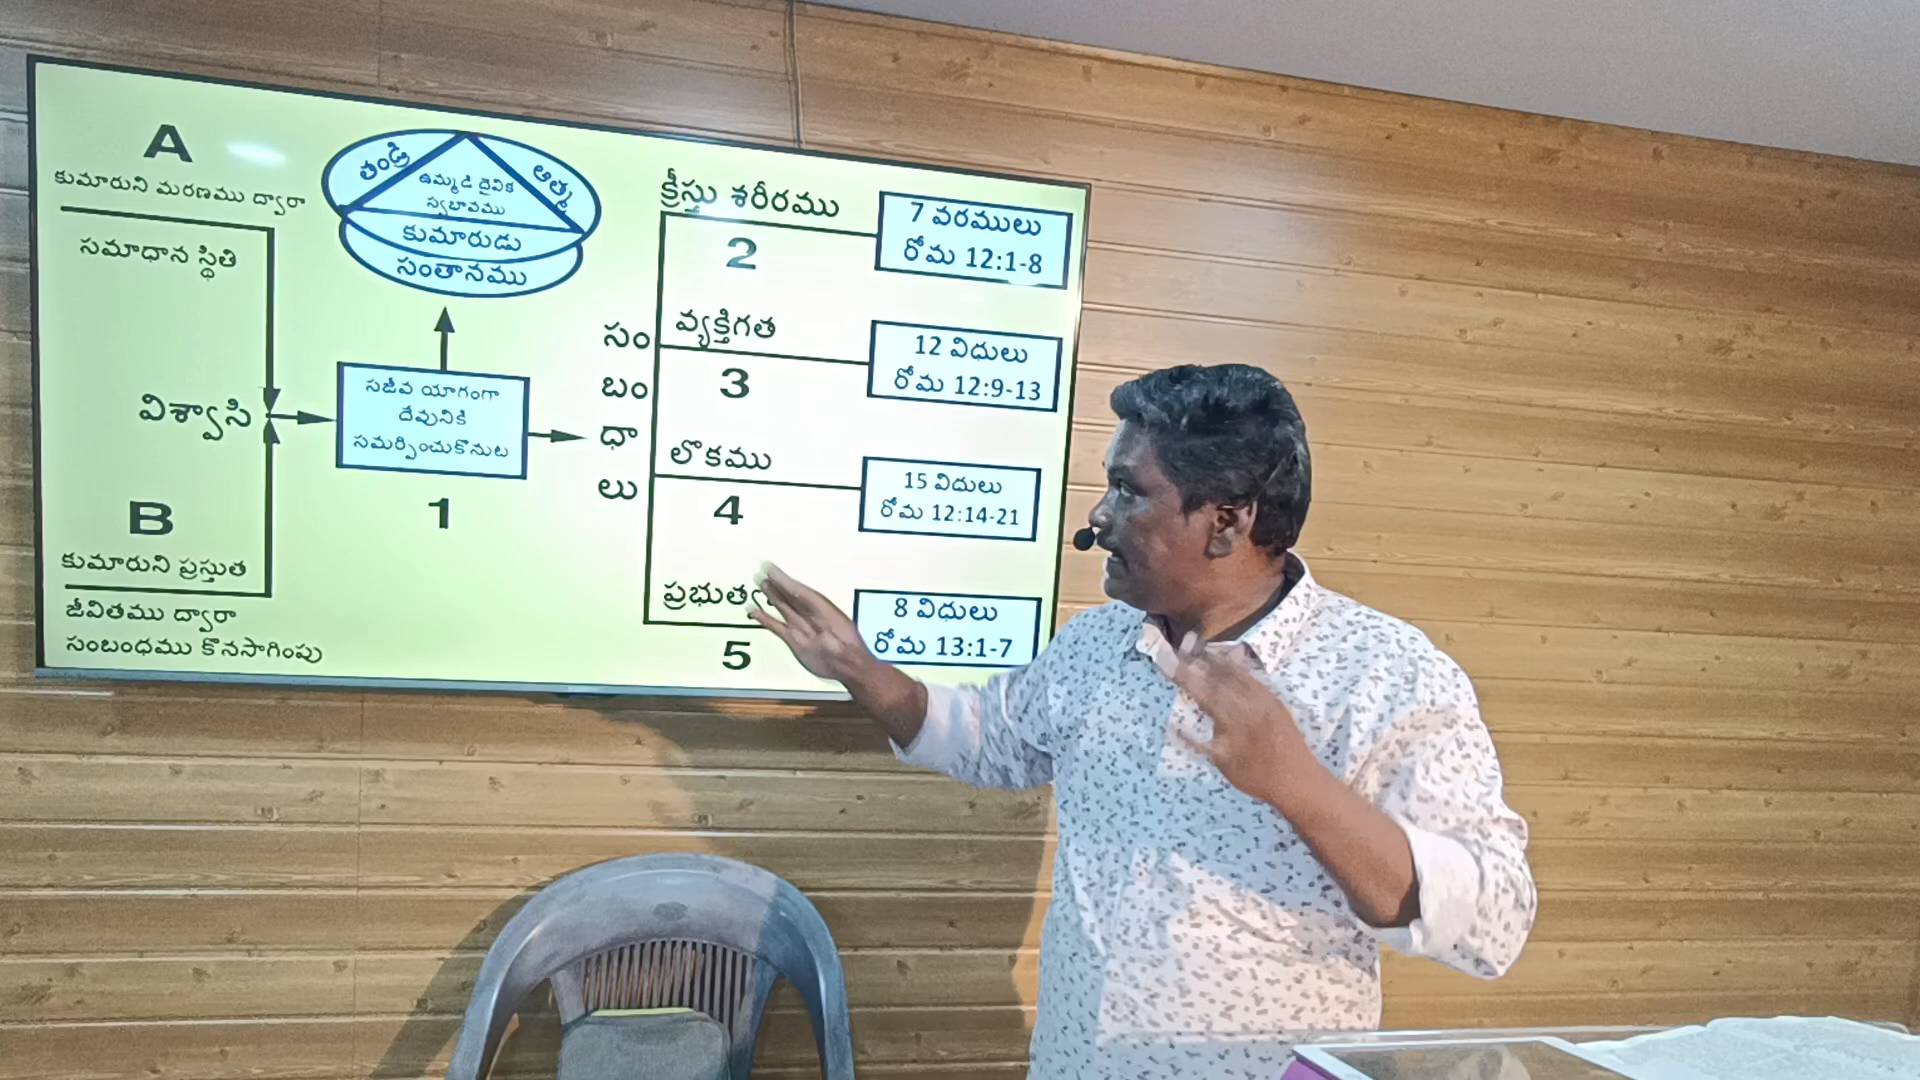 A
కుమారుని మరణము ద్వారా
సమాధాన స్థితి
విశ్వాసి
B
కుమారుని ప్రస్తుత
జీవితము ద్వారా
సంబంధము కొనసాగింపు
తండ్రి
ఆత్మ
ఉమ్మడి దైవిక
స్వభావము
కుమారుడు
సంతానము
సజీవ యాగంగా
దేవునికి
సమర్పించుకొనుట
1
సం
బం
ధా
లు
క్రీస్తు శరీరము
2
7 వరములు
రోమ 12:1-8
వ్యక్తిగత
3
12 విధులు
రోమ 12:9-13
లోకము
4
15 విధులు
రోమ 12:14-21
5
8 విధులు
రోమ 13:1-7